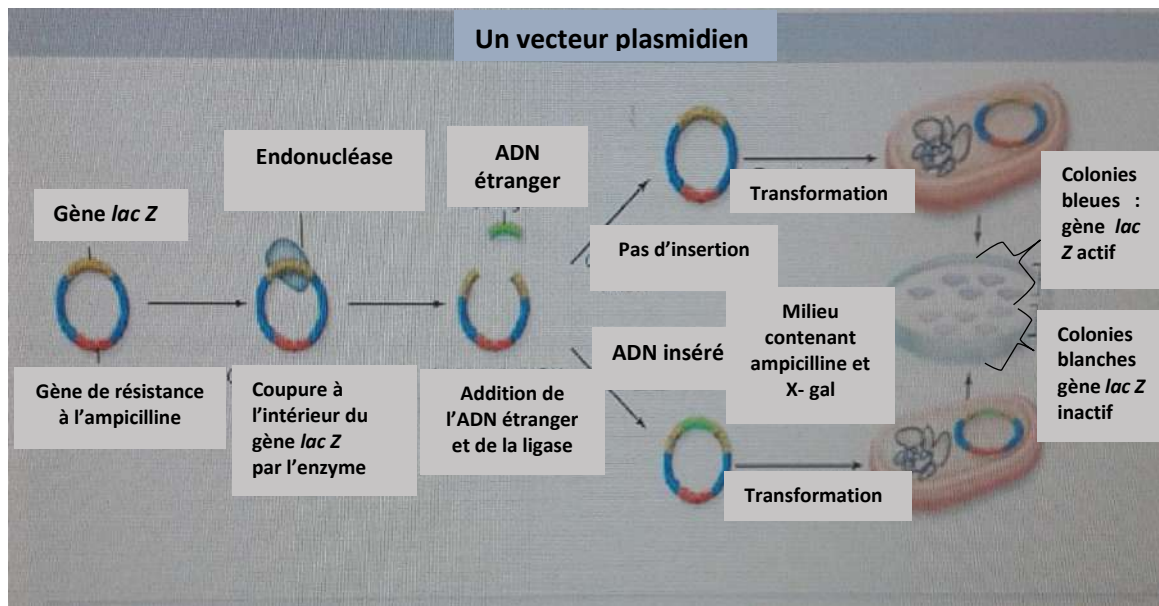 Un vecteur plasmidien
Endonucléase
ADN
étranger
Gène lac Z
Transformation
Colonies
bleues :
gène lac
Z actif
Pas d’insertion
Milieu
contenant
ampicilline et
X- gal
ADN inséré
Colonies
blanches
gène lac Z
inactif
Gène de résistance
à l’ampicilline
Coupure à
l’intérieur du
gène lac Z
par l’enzyme
Addition de
l’ADN étranger
et de la ligase
Transformation